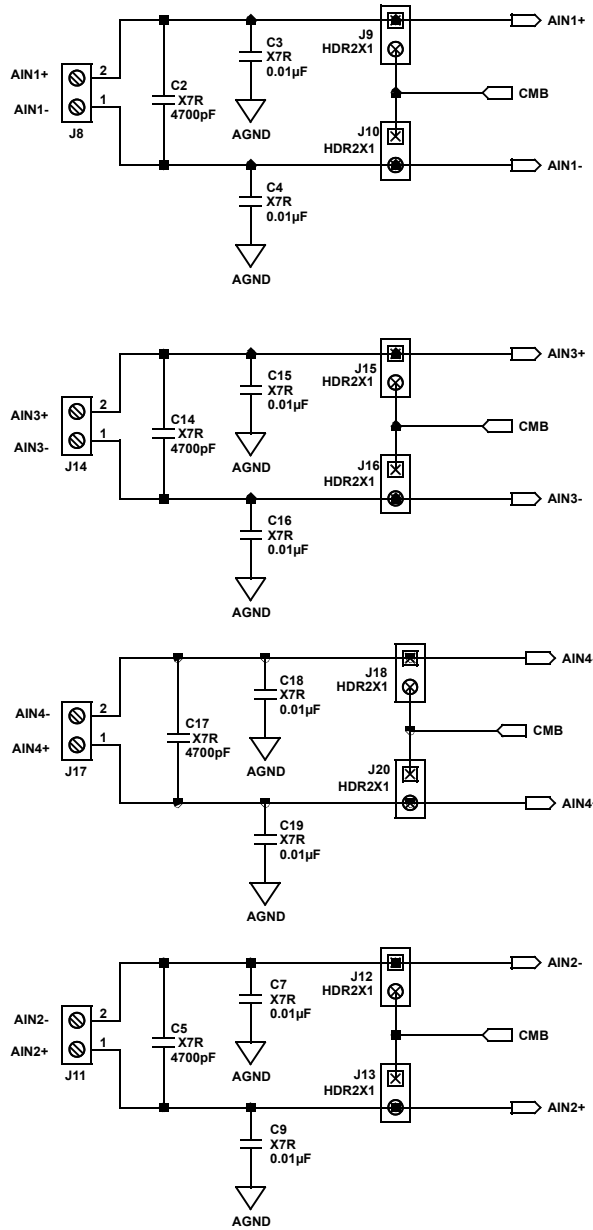 AIN1+
J9
HDR2X1
C3
X7R
0.01µF
AIN1+
2
C2
X7R
4700pF
CMB
AIN1-
1
J8
AGND
J10
HDR2X1
AIN1-
C4
X7R
0.01µF
AGND
AIN3+
J15
HDR2X1
C15
X7R
0.01µF
AIN3+
2
C14
X7R
4700pF
CMB
AIN3-
1
J14
AGND
J16
HDR2X1
AIN3-
C16
X7R
0.01µF
AGND
AIN4
J18
HDR2X1
C18
X7R
0.01µF
AIN4-
2
C17
X7R
4700pF
CMB
AIN4+
1
J17
AGND
J20
HDR2X1
AIN4
C19
X7R
0.01µF
AGND
AIN2-
J12
HDR2X1
C7
X7R
0.01µF
AIN2-
2
C5
X7R
4700pF
CMB
AIN2+
1
J11
AGND
J13
HDR2X1
AIN2+
C9
X7R
0.01µF
AGND